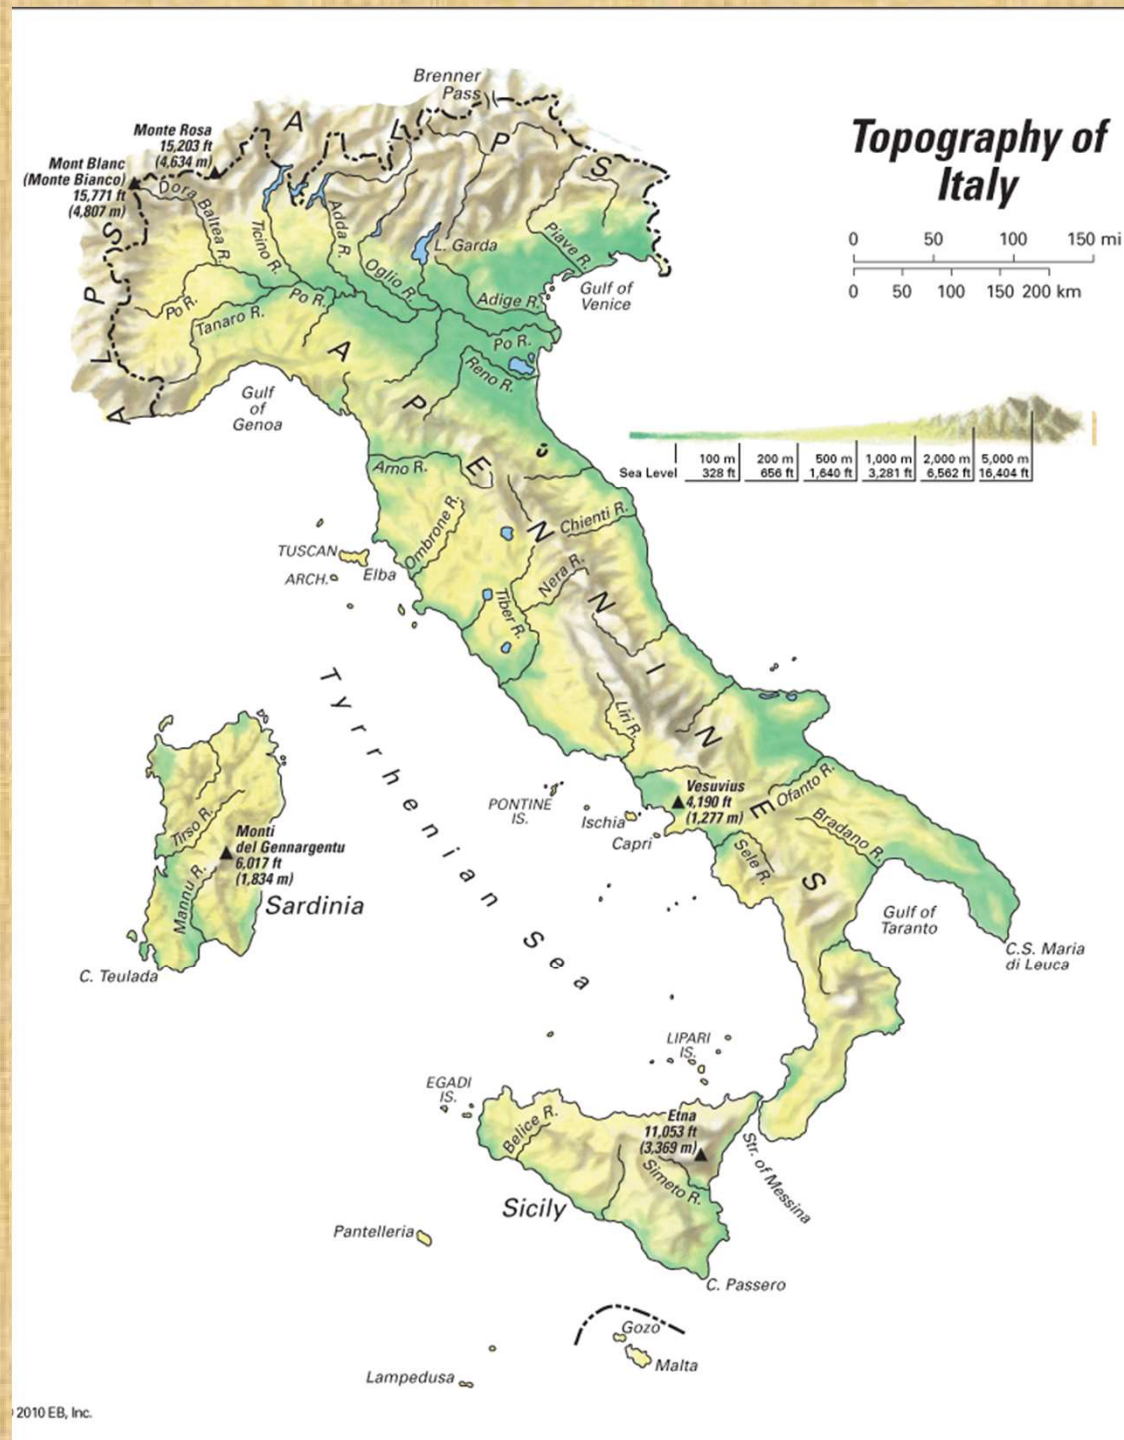 Topography of
Italy
0 50 100 150 mi
0 50 100 150 200 km
Brenner
Pass
Monte Rosa
15,203 ft
(4,634 m)
Mont Blanc
(Monte Bianco)
15,771 ft
(4,807 m)
ALPS
ALPS
Dora Baltea R.
Ticino R.
Adda R.
Oglio R.
L. Garda
Piave R.
Gulf of
Venice
Adige R.
Po R.
Po R.
Po R.
Tanaro R.
Reno R.
Gulf
of
Genoa
APENNINES
100 m 200 m 500 m 1,000 m 2,000 m 5,000 m
Sea Level 328 ft 656 ft 1,640 ft 3,281 ft 6,562 ft 16,404 ft
Arno R.
Ombrone R.
Chienti R.
Nera R.
Tiber R.
TUSCAN
ARCH.
Elba
Liri R.
Tyrrhenian Sea
Vesuvius
4,190 ft
(1,277 m)
PONTINE
IS.
Ischia
Capri
Ofanto R.
Bradano R.
Sele R.
Gulf of
Taranto
C.S. Maria
di Leuca
Tirso R.
Monti
del Gennargentu
6,017 ft
(1,834 m)
Mannu R.
Sardinia
C. Teulada
LIPARI
IS.
EGADI
IS.
Belice R.
Etna
11,053 ft
(3,369 m)
Simeto R.
Str. of Messina
Sicily
Pantelleria
C. Passero
Gozo
Malta
Lampedusa
2010 EB, Inc.